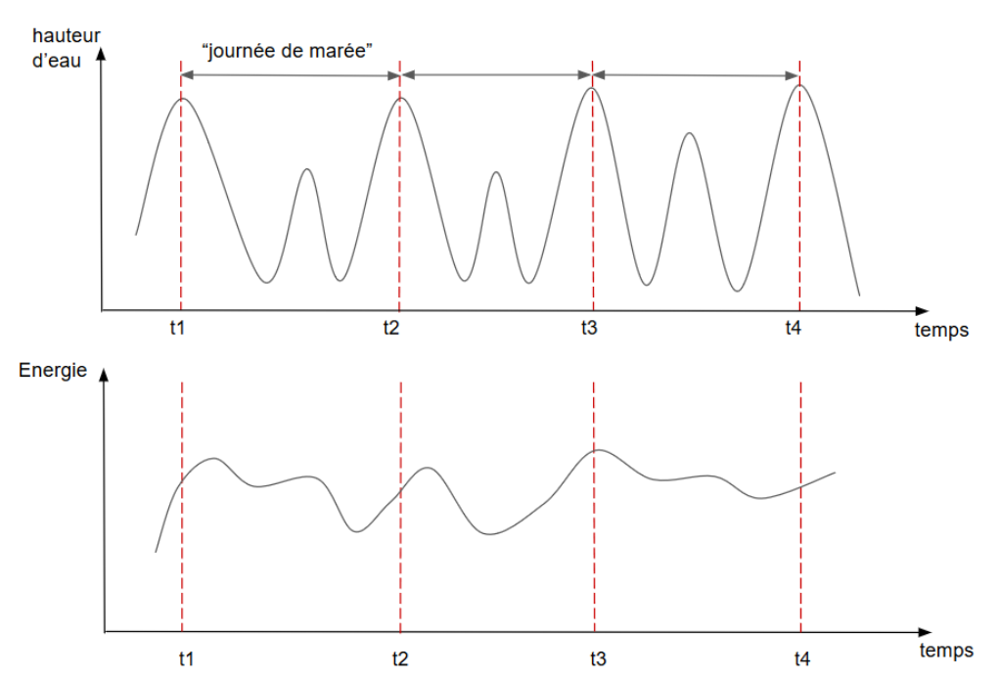 hauteur
d’eau
“journée de marée”
t1
t2
t3
t4
temps
Energie
t1
t2
t3
t4
temps